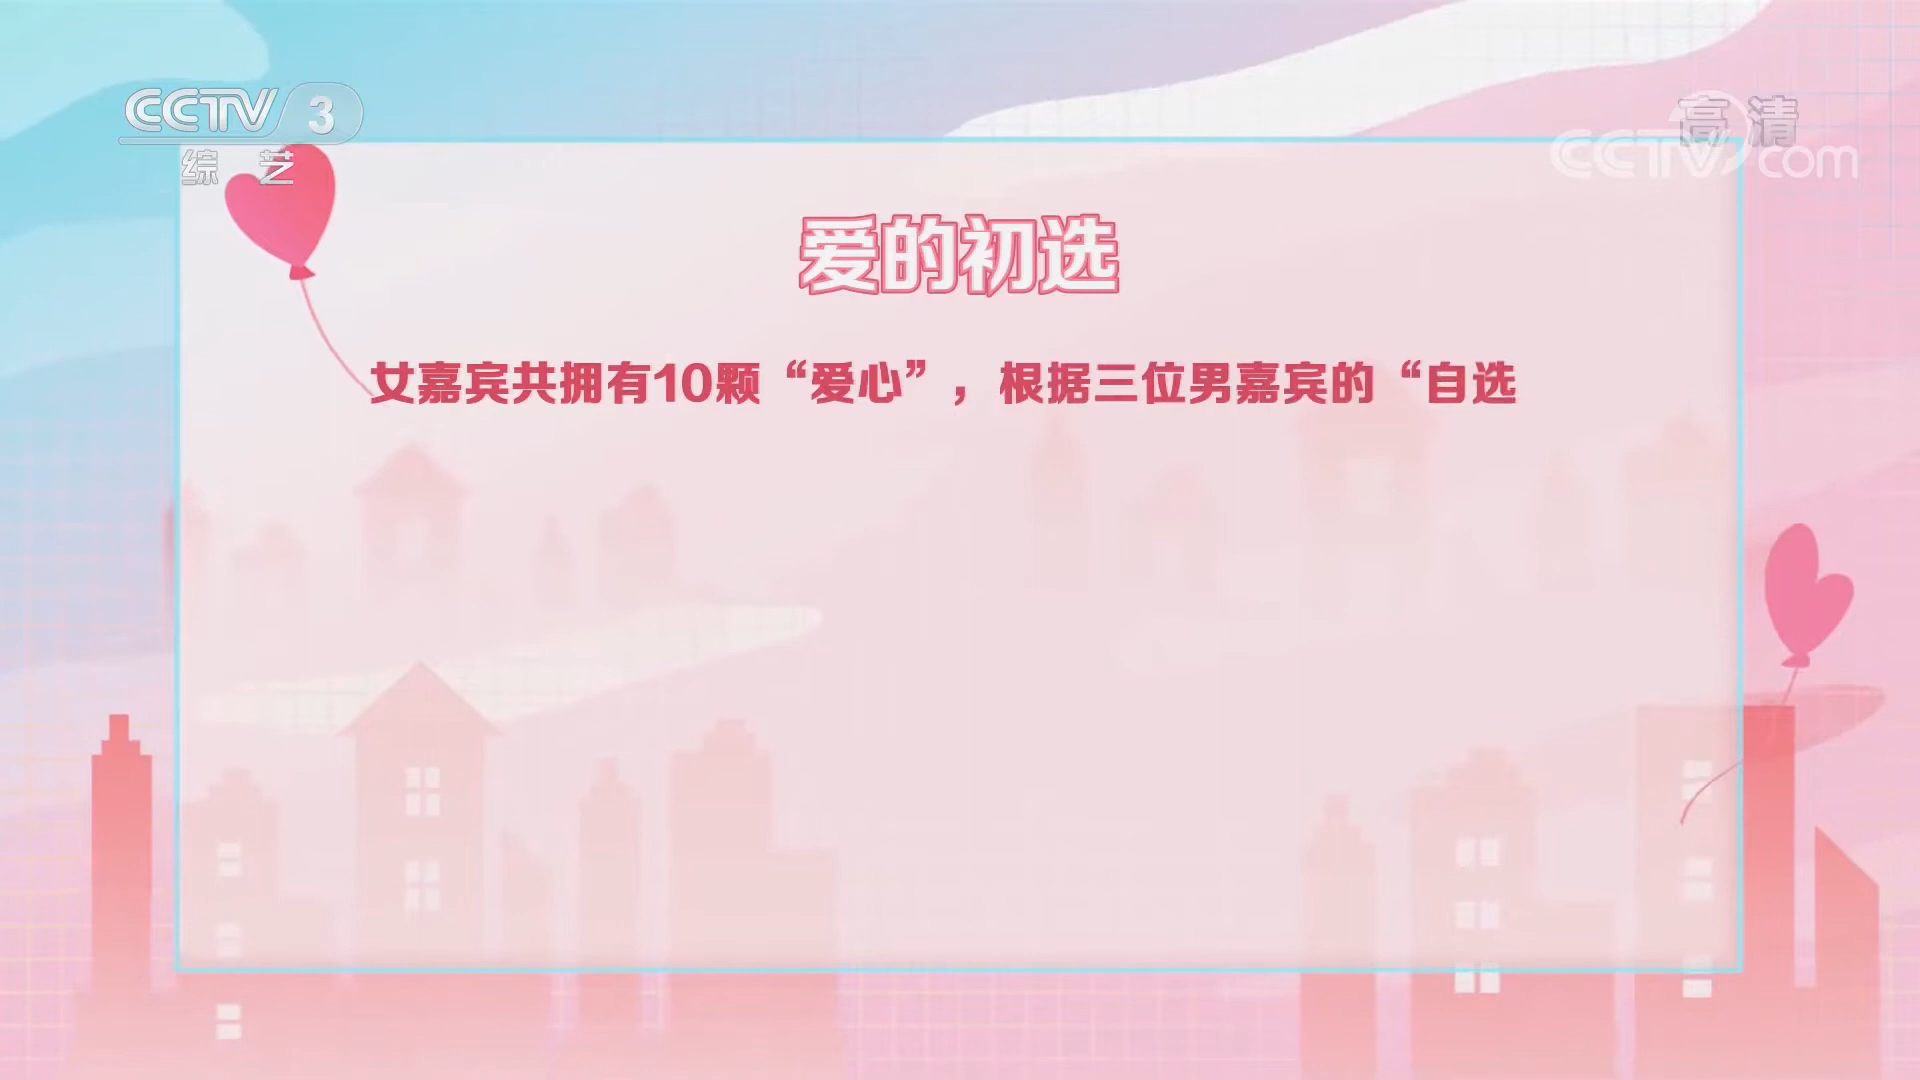 CCTV 3
综艺
高清
CCTV.com
爱的初选
女嘉宾共拥有10颗“爱心”，根据三位男嘉宾的“自选